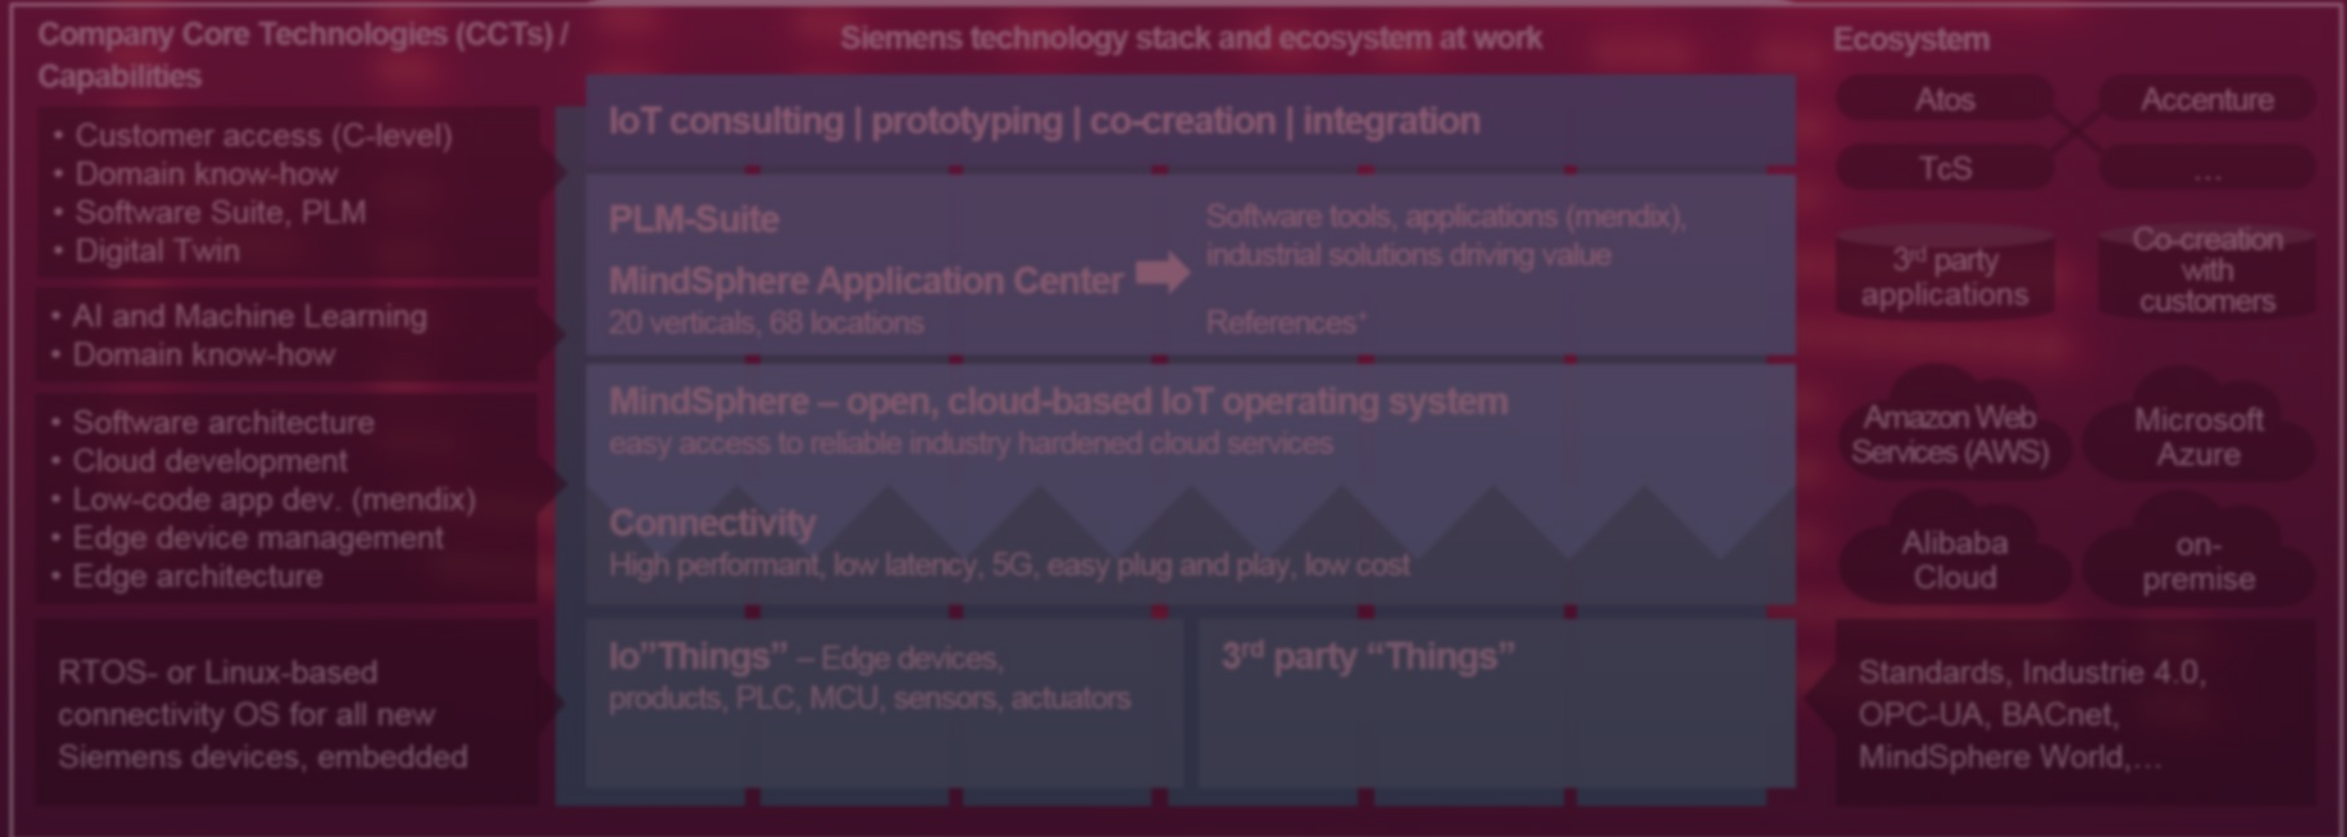 Company Core Technologies (CCTs) /
Capabilities
• Customer access (C-level)
• Domain know-how
• Software Suite, PLM
• Digital Twin
• AI and Machine Learning
• Domain know-how
• Software architecture
• Cloud development
• Low-code app dev. (mendix)
• Edge device management
• Edge architecture
RTOS- or Linux-based
connectivity OS for all new
Siemens devices, embedded
Siemens technology stack and ecosystem at work
IoT consulting | prototyping | co-creation | integration
PLM-Suite
MindSphere Application Center
20 verticals, 68 locations
Software tools, applications (mendix),
industrial solutions driving value
References⁺
MindSphere – open, cloud-based IoT operating system
easy access to reliable industry hardened cloud services
Connectivity
High performant, low latency, 5G, easy plug and play, low cost
Io”Things” – Edge devices,
products, PLC, MCU, sensors, actuators
3rd party “Things”
Ecosystem
Atos
Accenture
TcS
...
3rd party
applications
Co-creation
with
customers
Amazon Web
Services (AWS)
Microsoft
Azure
Alibaba
Cloud
on-
premise
Standards, Industrie 4.0,
OPC-UA, BACnet,
MindSphere World,...